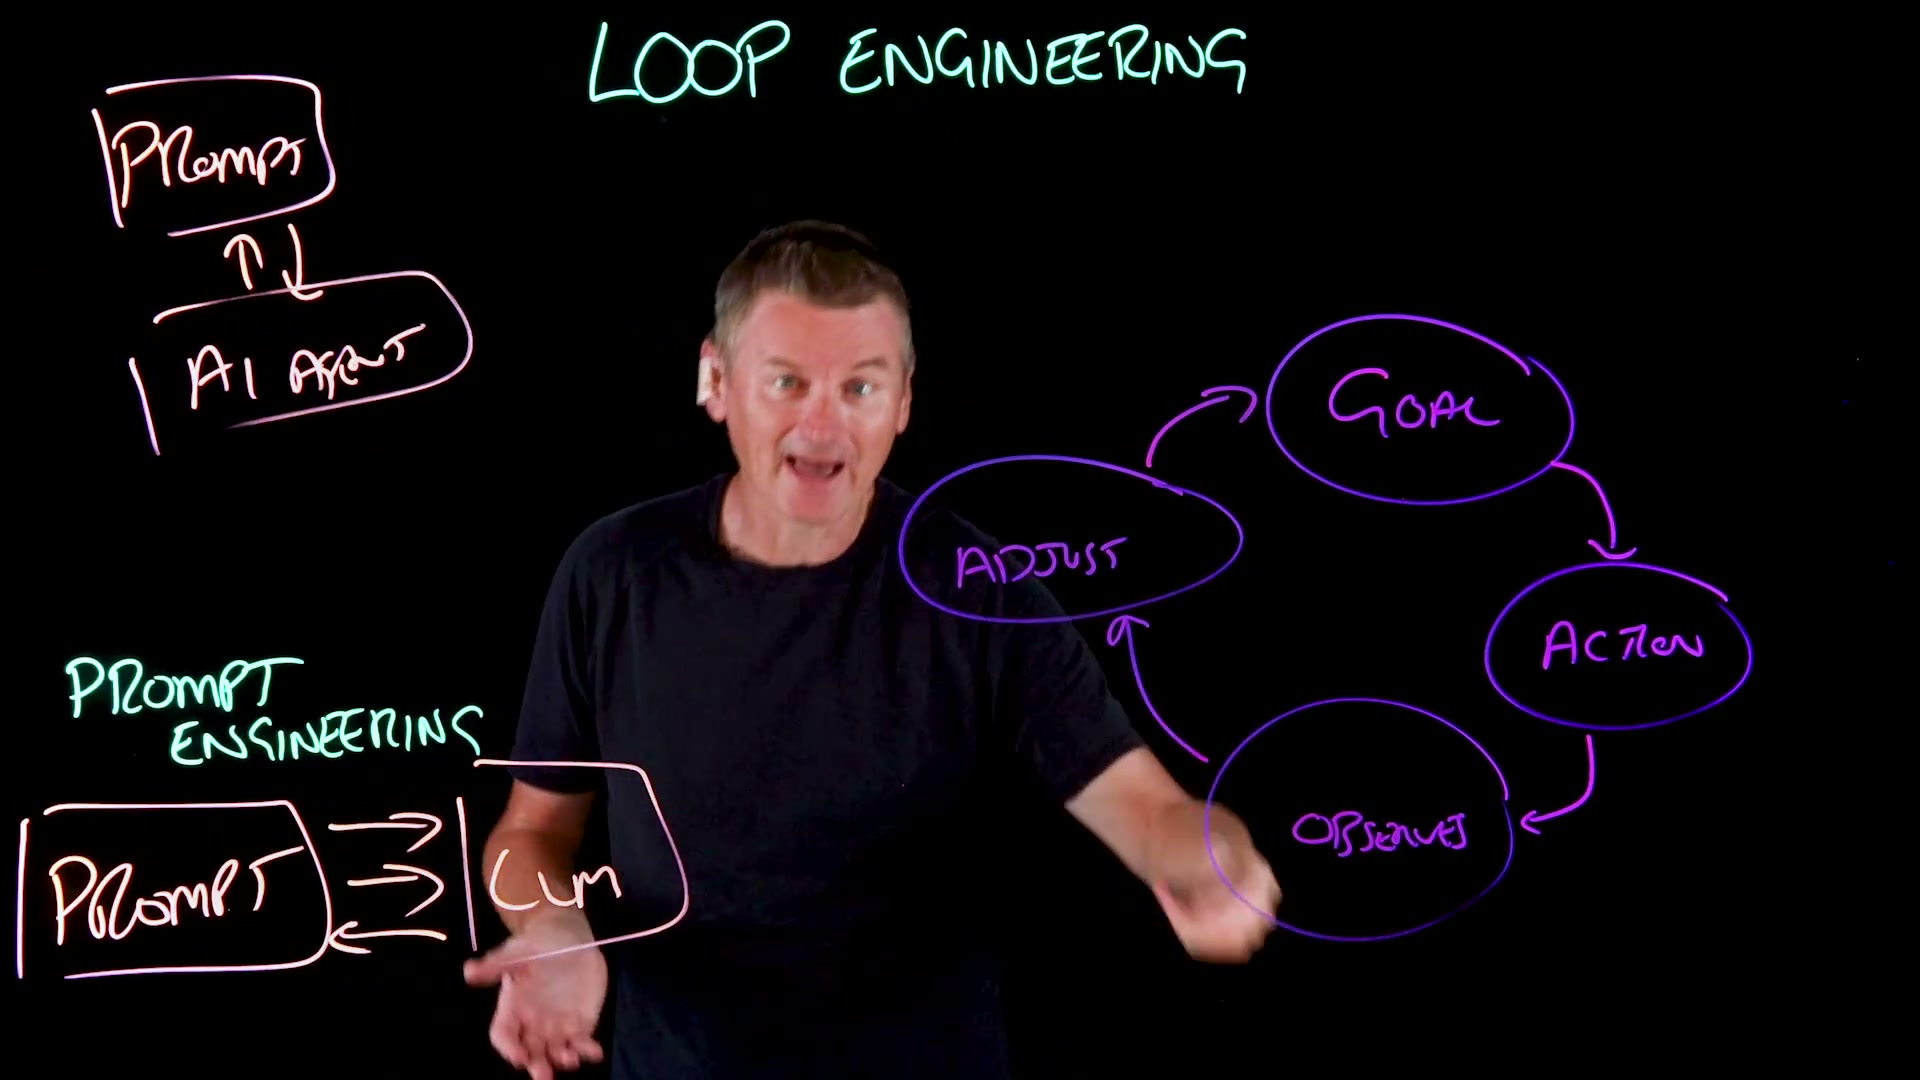 LOOP ENGINEERING
PROMPT
AI AGENT
GOAL
ADJUST
ACTION
PROMPT
ENGINEERING
OBSERVES
PROMPT
LLM